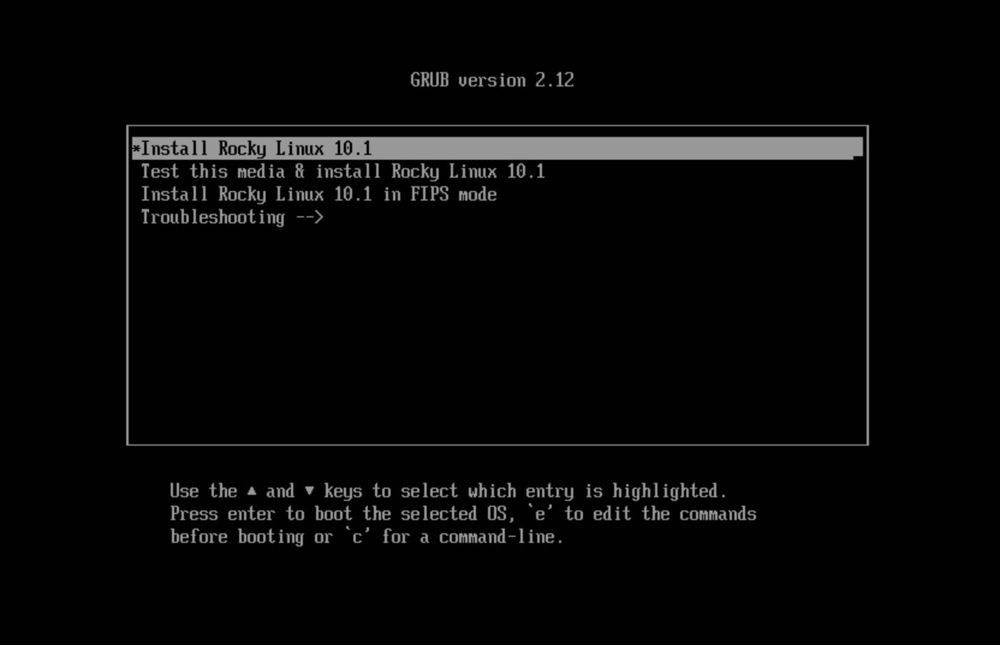 GRUB version 2.12
*Install Rocky Linux 10.1
Test this media & install Rocky Linux 10.1
Install Rocky Linux 10.1 in FIPS mode
Troubleshooting -->
Use the ▲ and ▼ keys to select which entry is highlighted.
Press enter to boot the selected OS, `e' to edit the commands
before booting or `c' for a command-line.